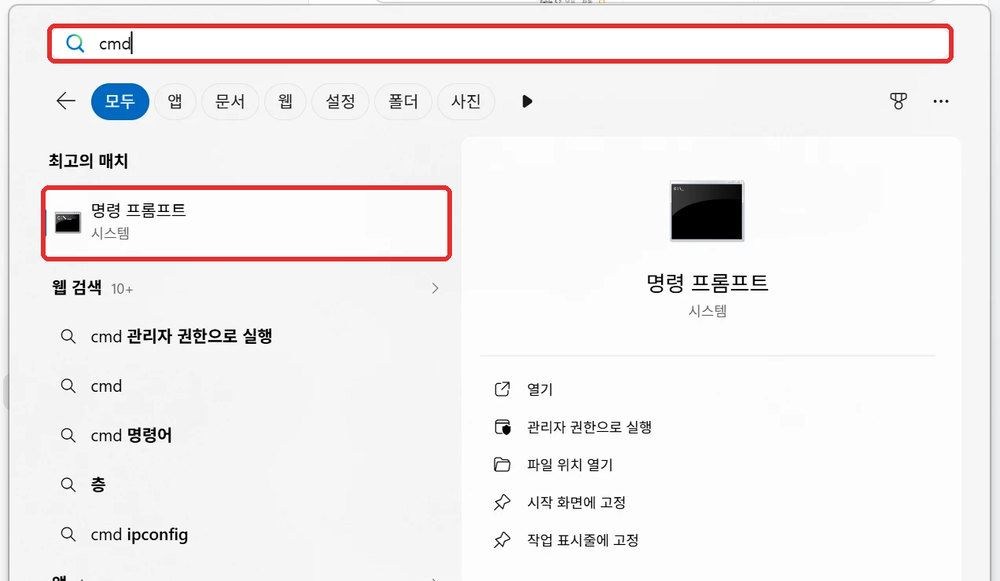 cmd
모두 앱 문서 웹 설정 폴더 사진
최고의 매치
명령 프롬프트
시스템
웹 검색 10+
cmd 관리자 권한으로 실행
cmd
cmd 명령어
층
cmd ipconfig
명령 프롬프트
시스템
열기
관리자 권한으로 실행
파일 위치 열기
시작 화면에 고정
작업 표시줄에 고정